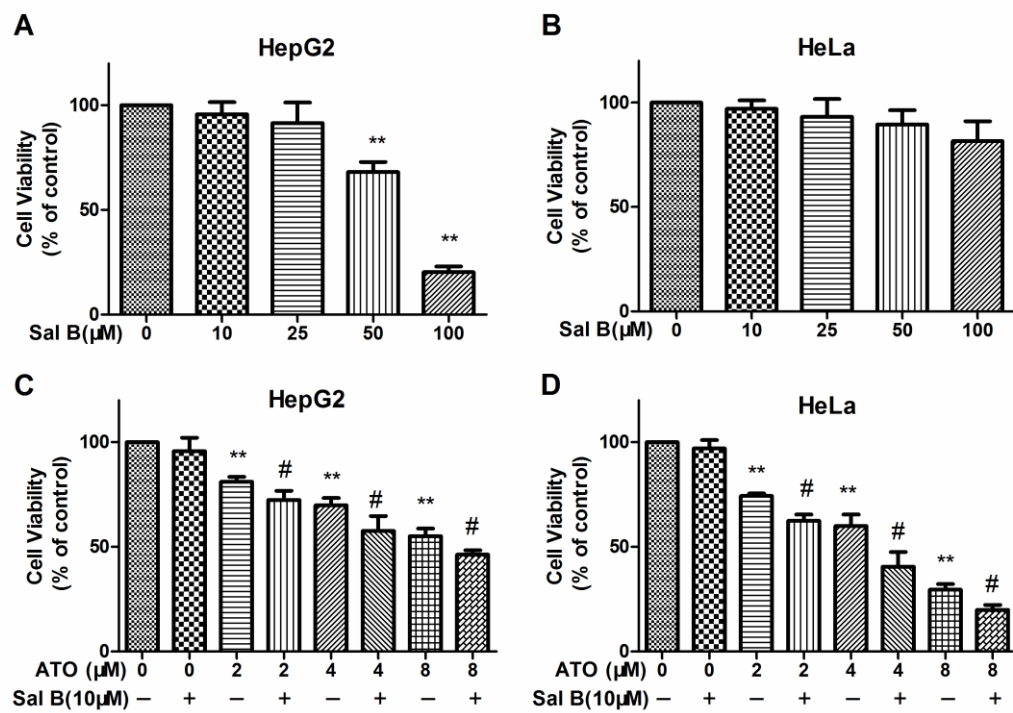 A
HepG2
Cell Viability
(% of control)
100
50
0
**
**
Sal B(µM) 0 10 25 50 100
B
HeLa
Cell Viability
(% of control)
100
50
0
Sal B(µM) 0 10 25 50 100
C
HepG2
Cell Viability
(% of control)
100
50
0
** # ** # ** #
ATO (µM) 0 0 2 2 4 4 8 8
Sal B(10µM) − + − + − + − +
D
HeLa
Cell Viability
(% of control)
100
50
0
** # ** # ** #
ATO (µM) 0 0 2 2 4 4 8 8
Sal B(10µM) − + − + − + − +